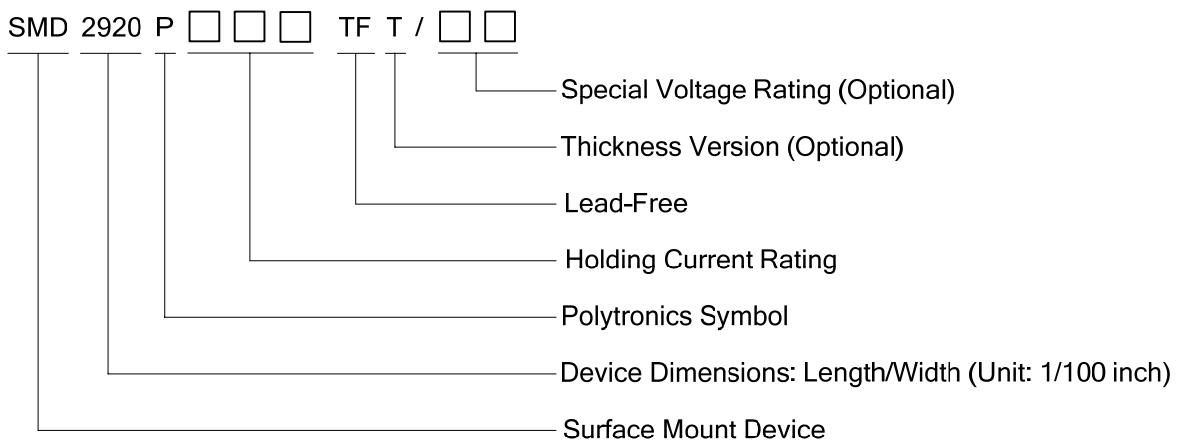 SMD 2920 P □ □ □ TF T / □ □
Special Voltage Rating (Optional)
Thickness Version (Optional)
Lead-Free
Holding Current Rating
Polytronics Symbol
Device Dimensions: Length/Width (Unit: 1/100 inch)
Surface Mount Device